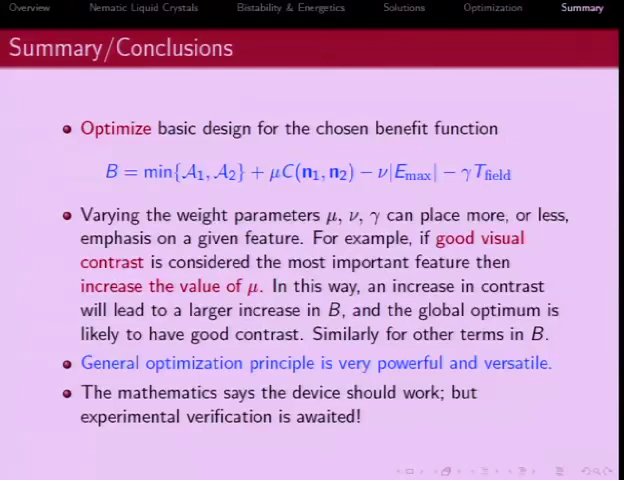 Overview Nematic Liquid Crystals Bistability & Energetics Solutions Optimization Summary
Summary/Conclusions
Optimize basic design for the chosen benefit function
B = min{𝒜₁, 𝒜₂} + μC(n₁, n₂) − ν|E_max| − γT_field
Varying the weight parameters μ, ν, γ can place more, or less,
emphasis on a given feature. For example, if good visual
contrast is considered the most important feature then
increase the value of μ. In this way, an increase in contrast
will lead to a larger increase in B, and the global optimum is
likely to have good contrast. Similarly for other terms in B.
General optimization principle is very powerful and versatile.
The mathematics says the device should work; but
experimental verification is awaited!